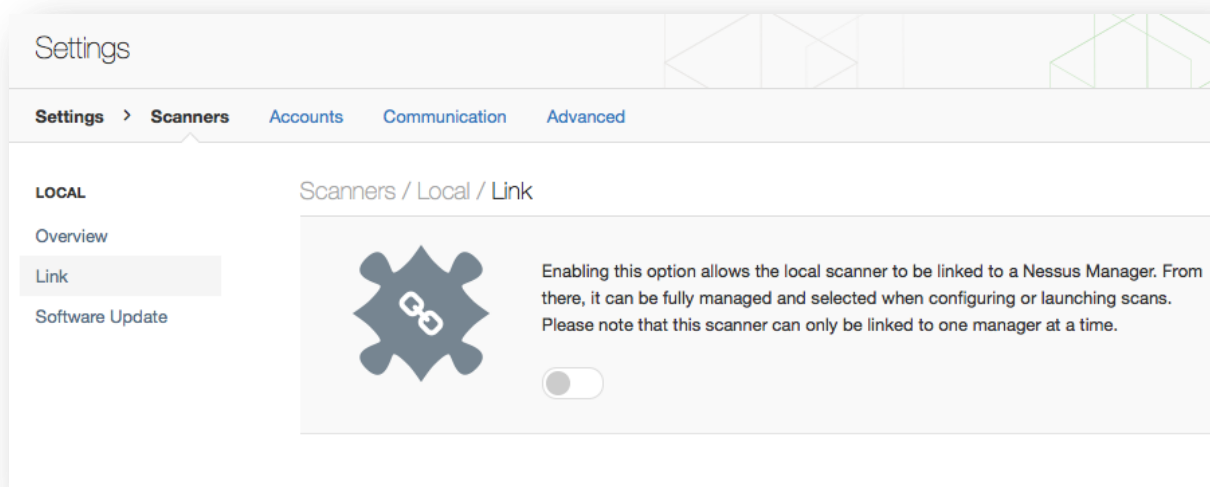 Settings
Settings > Scanners Accounts Communication Advanced
LOCAL
Overview
Link
Software Update
Scanners / Local / Link
Enabling this option allows the local scanner to be linked to a Nessus Manager. From
there, it can be fully managed and selected when configuring or launching scans.
Please note that this scanner can only be linked to one manager at a time.